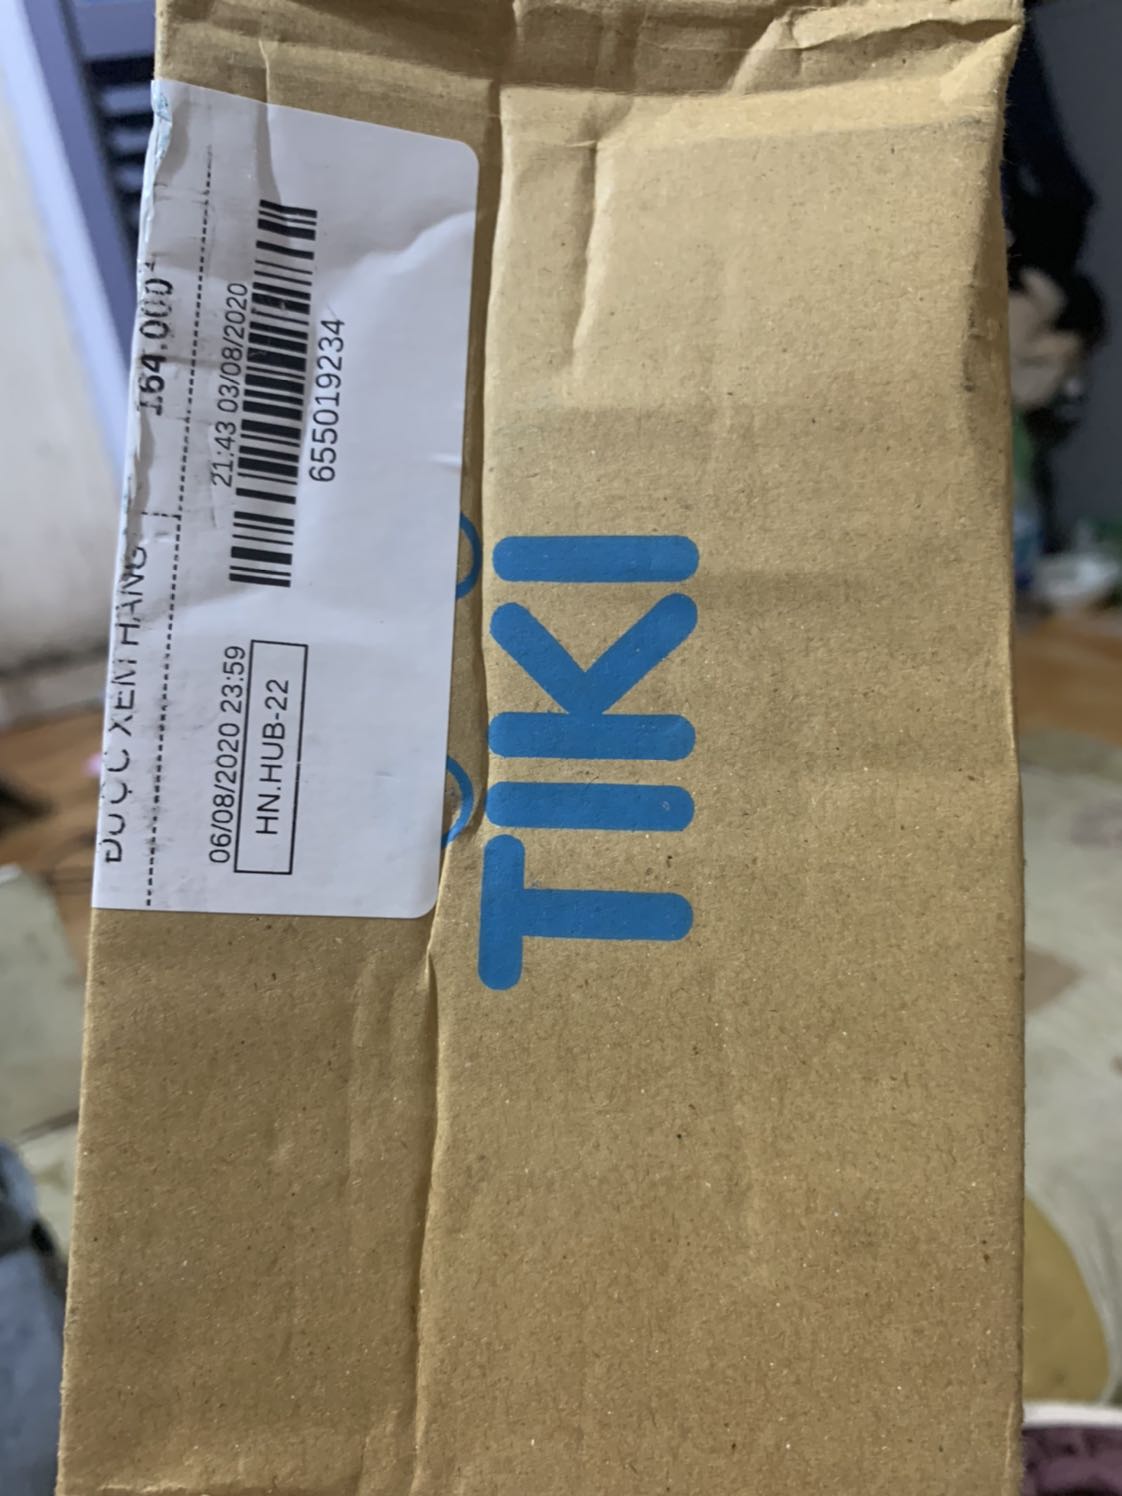 ĐƯỢC XEM HÀNG
164.000
06/08/2020 23:59
21:43 03/08/2020
HN.HUB-22
655019234
TIKI